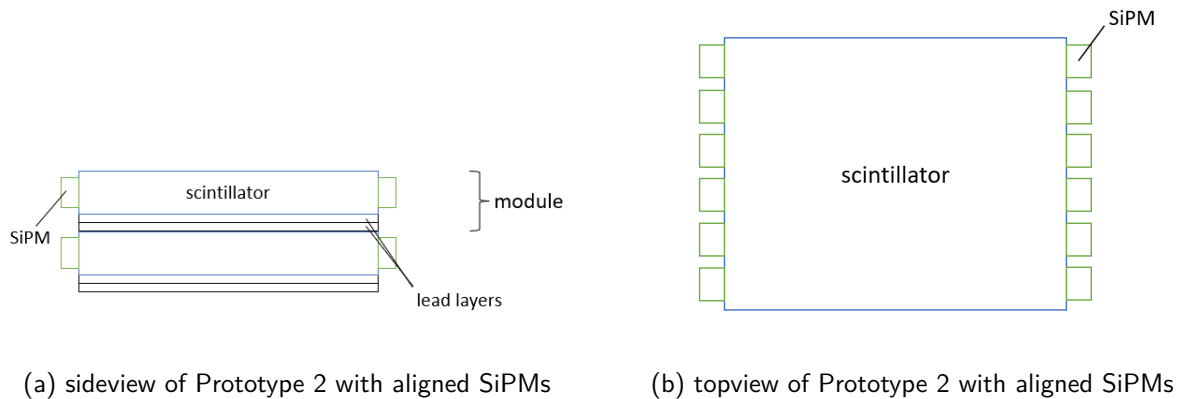 SiPM
scintillator
module
SiPM
lead layers
scintillator
(a) sideview of Prototype 2 with aligned SiPMs
(b) topview of Prototype 2 with aligned SiPMs